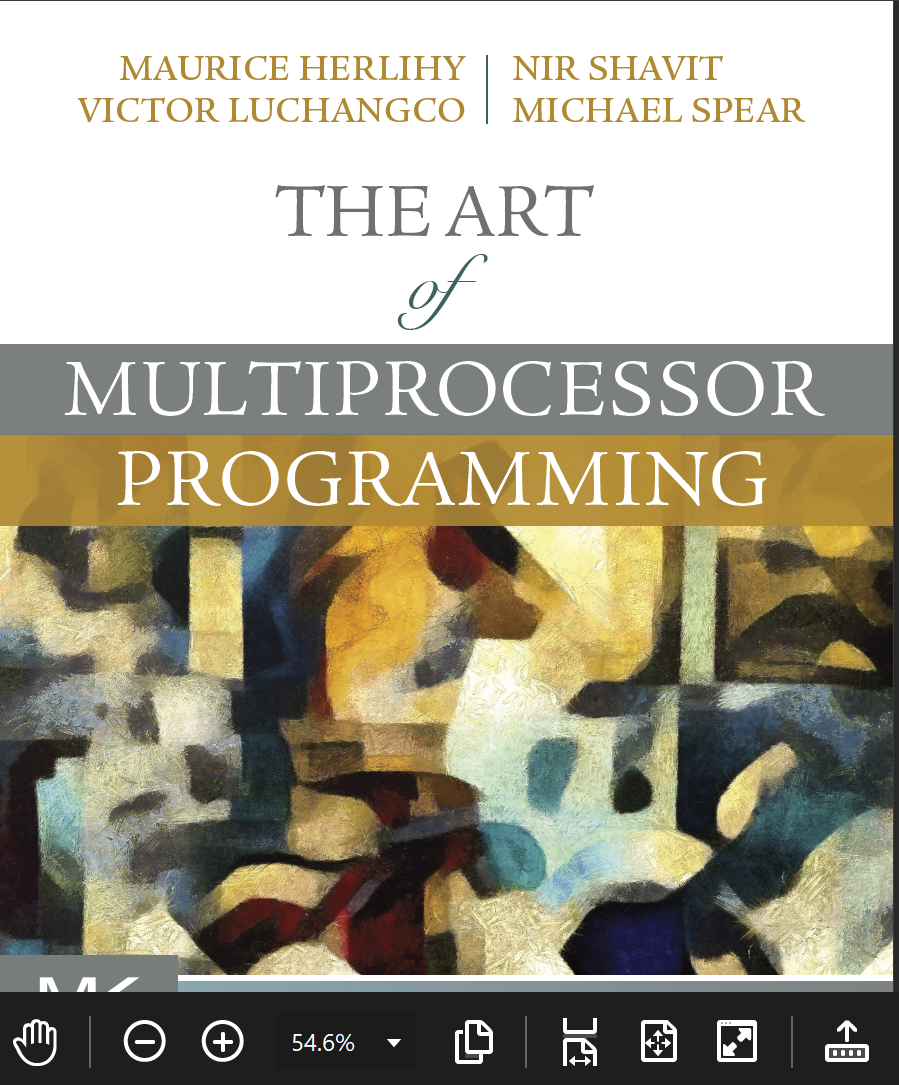 MAURICE HERLIHY
VICTOR LUCHANGCO
NIR SHAVIT
MICHAEL SPEAR
THE ART
of
MULTIPROCESSOR
PROGRAMMING
54.6%